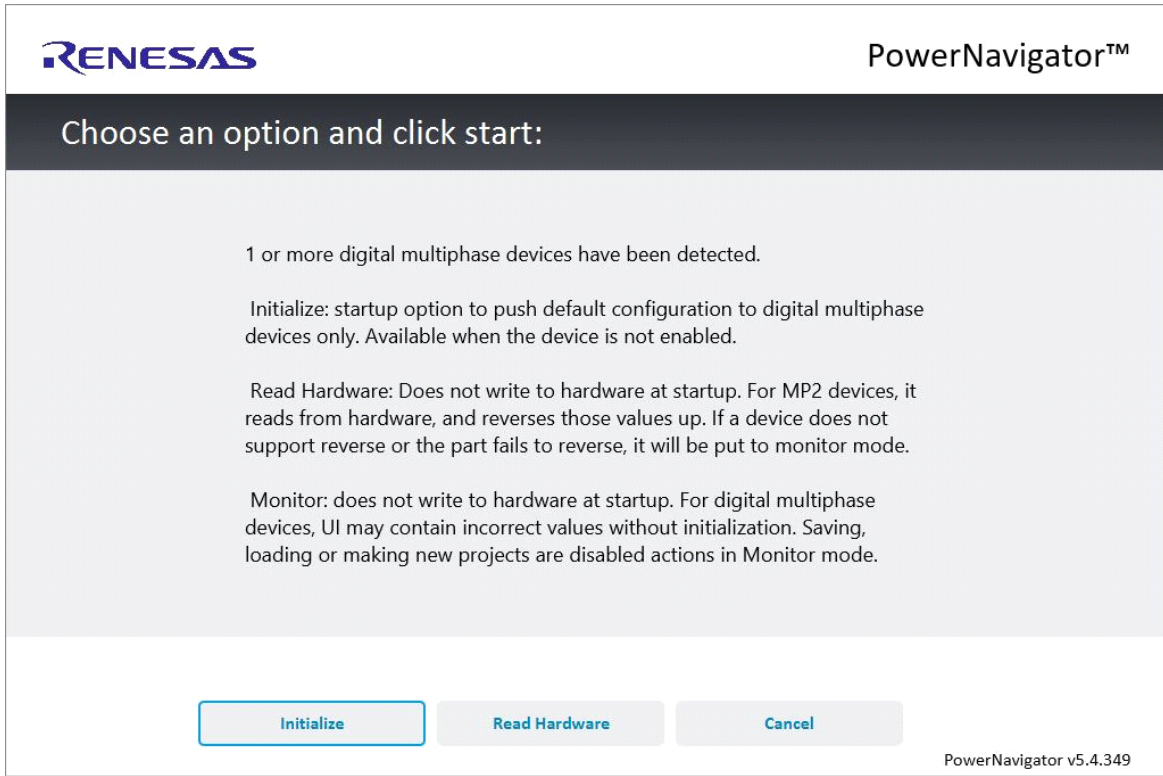 RENESAS
PowerNavigator™
Choose an option and click start:
1 or more digital multiphase devices have been detected.
Initialize: startup option to push default configuration to digital multiphase
devices only. Available when the device is not enabled.
Read Hardware: Does not write to hardware at startup. For MP2 devices, it
reads from hardware, and reverses those values up. If a device does not
support reverse or the part fails to reverse, it will be put to monitor mode.
Monitor: does not write to hardware at startup. For digital multiphase
devices, UI may contain incorrect values without initialization. Saving,
loading or making new projects are disabled actions in Monitor mode.
Initialize
Read Hardware
Cancel
PowerNavigator v5.4.349